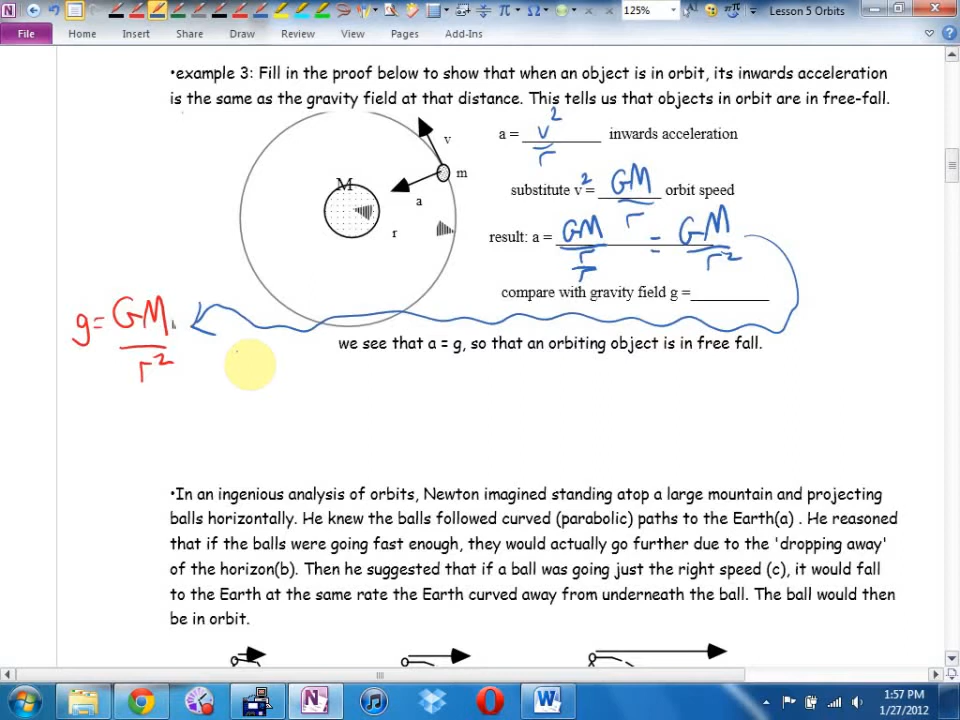 125%
Lesson 5 Orbits
File Home Insert Share Draw Review View Pages Add-Ins
•example 3: Fill in the proof below to show that when an object is in orbit, its inwards acceleration
is the same as the gravity field at that distance. This tells us that objects in orbit are in free-fall.
v
m
M
a
r
a = v²/r inwards acceleration
substitute v² = GM/r orbit speed
result: a = GM/r/r = GM/r²
compare with gravity field g =__________
g = GM/r²
we see that a = g, so that an orbiting object is in free fall.
•In an ingenious analysis of orbits, Newton imagined standing atop a large mountain and projecting
balls horizontally. He knew the balls followed curved (parabolic) paths to the Earth(a) . He reasoned
that if the balls were going fast enough, they would actually go further due to the 'dropping away'
of the horizon(b). Then he suggested that if a ball was going just the right speed (c), it would fall
to the Earth at the same rate the Earth curved away from underneath the ball. The ball would then
be in orbit.
1:57 PM
1/27/2012